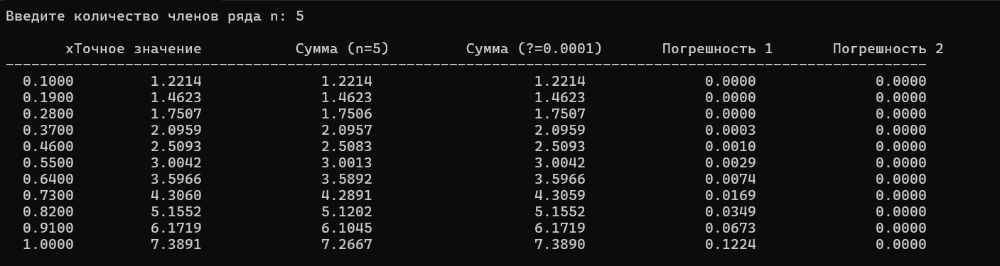 Введите количество членов ряда n: 5
xТочное значение Сумма (n=5) Сумма (?=0.0001) Погрешность 1 Погрешность 2
0.1000 1.2214 1.2214 1.2214 0.0000 0.0000
0.1900 1.4623 1.4623 1.4623 0.0000 0.0000
0.2800 1.7507 1.7506 1.7507 0.0000 0.0000
0.3700 2.0959 2.0957 2.0959 0.0003 0.0000
0.4600 2.5093 2.5083 2.5093 0.0010 0.0000
0.5500 3.0042 3.0013 3.0042 0.0029 0.0000
0.6400 3.5966 3.5892 3.5966 0.0074 0.0000
0.7300 4.3060 4.2891 4.3059 0.0169 0.0000
0.8200 5.1552 5.1202 5.1552 0.0349 0.0000
0.9100 6.1719 6.1045 6.1719 0.0673 0.0000
1.0000 7.3891 7.2667 7.3890 0.1224 0.0000